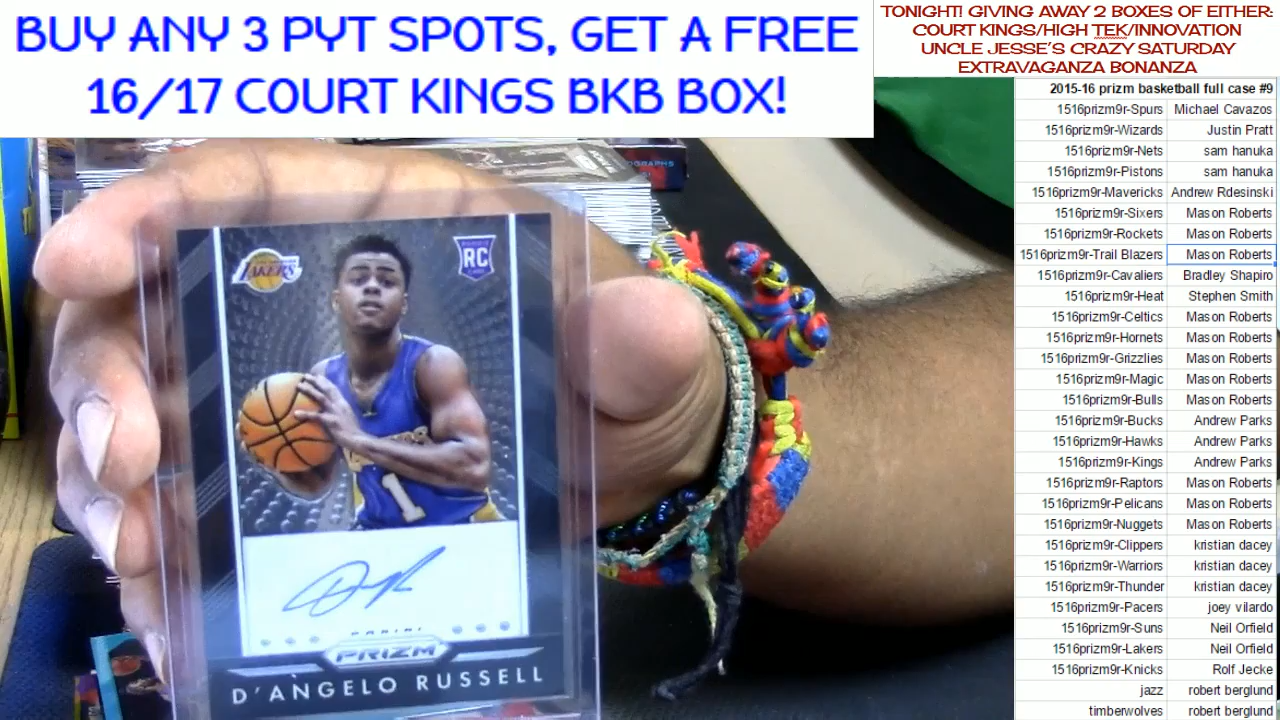 BUY ANY 3 PYT SPOTS, GET A FREE
16/17 COURT KINGS BKB BOX!
TONIGHT! GIVING AWAY 2 BOXES OF EITHER:
COURT KINGS/HIGH TEK/INNOVATION
UNCLE JESSE'S CRAZY SATURDAY
EXTRAVAGANZA BONANZA
2015-16 prizm basketball full case #9
1516prizm9r-Spurs Michael Cavazos
1516prizm9r-Wizards Justin Pratt
1516prizm9r-Nets sam hanuka
1516prizm9r-Pistons sam hanuka
1516prizm9r-Mavericks Andrew Rdesinski
1516prizm9r-Sixers Mason Roberts
1516prizm9r-Rockets Mason Roberts
1516prizm9r-Trail Blazers Mason Roberts
1516prizm9r-Cavaliers Bradley Shapiro
1516prizm9r-Heat Stephen Smith
1516prizm9r-Celtics Mason Roberts
1516prizm9r-Hornets Mason Roberts
1516prizm9r-Grizzlies Mason Roberts
1516prizm9r-Magic Mason Roberts
1516prizm9r-Bulls Mason Roberts
1516prizm9r-Bucks Andrew Parks
1516prizm9r-Hawks Andrew Parks
1516prizm9r-Kings Andrew Parks
1516prizm9r-Raptors Mason Roberts
1516prizm9r-Pelicans Mason Roberts
1516prizm9r-Nuggets Mason Roberts
1516prizm9r-Clippers kristian dacey
1516prizm9r-Warriors kristian dacey
1516prizm9r-Thunder kristian dacey
1516prizm9r-Pacers joey vilardo
1516prizm9r-Suns Neil Orfield
1516prizm9r-Lakers Neil Orfield
1516prizm9r-Knicks Rolf Jecke
jazz robert berglund
timberwolves robert berglund
LAKERS
RC
1
PANINI
PRIZM
D'ANGELO RUSSELL